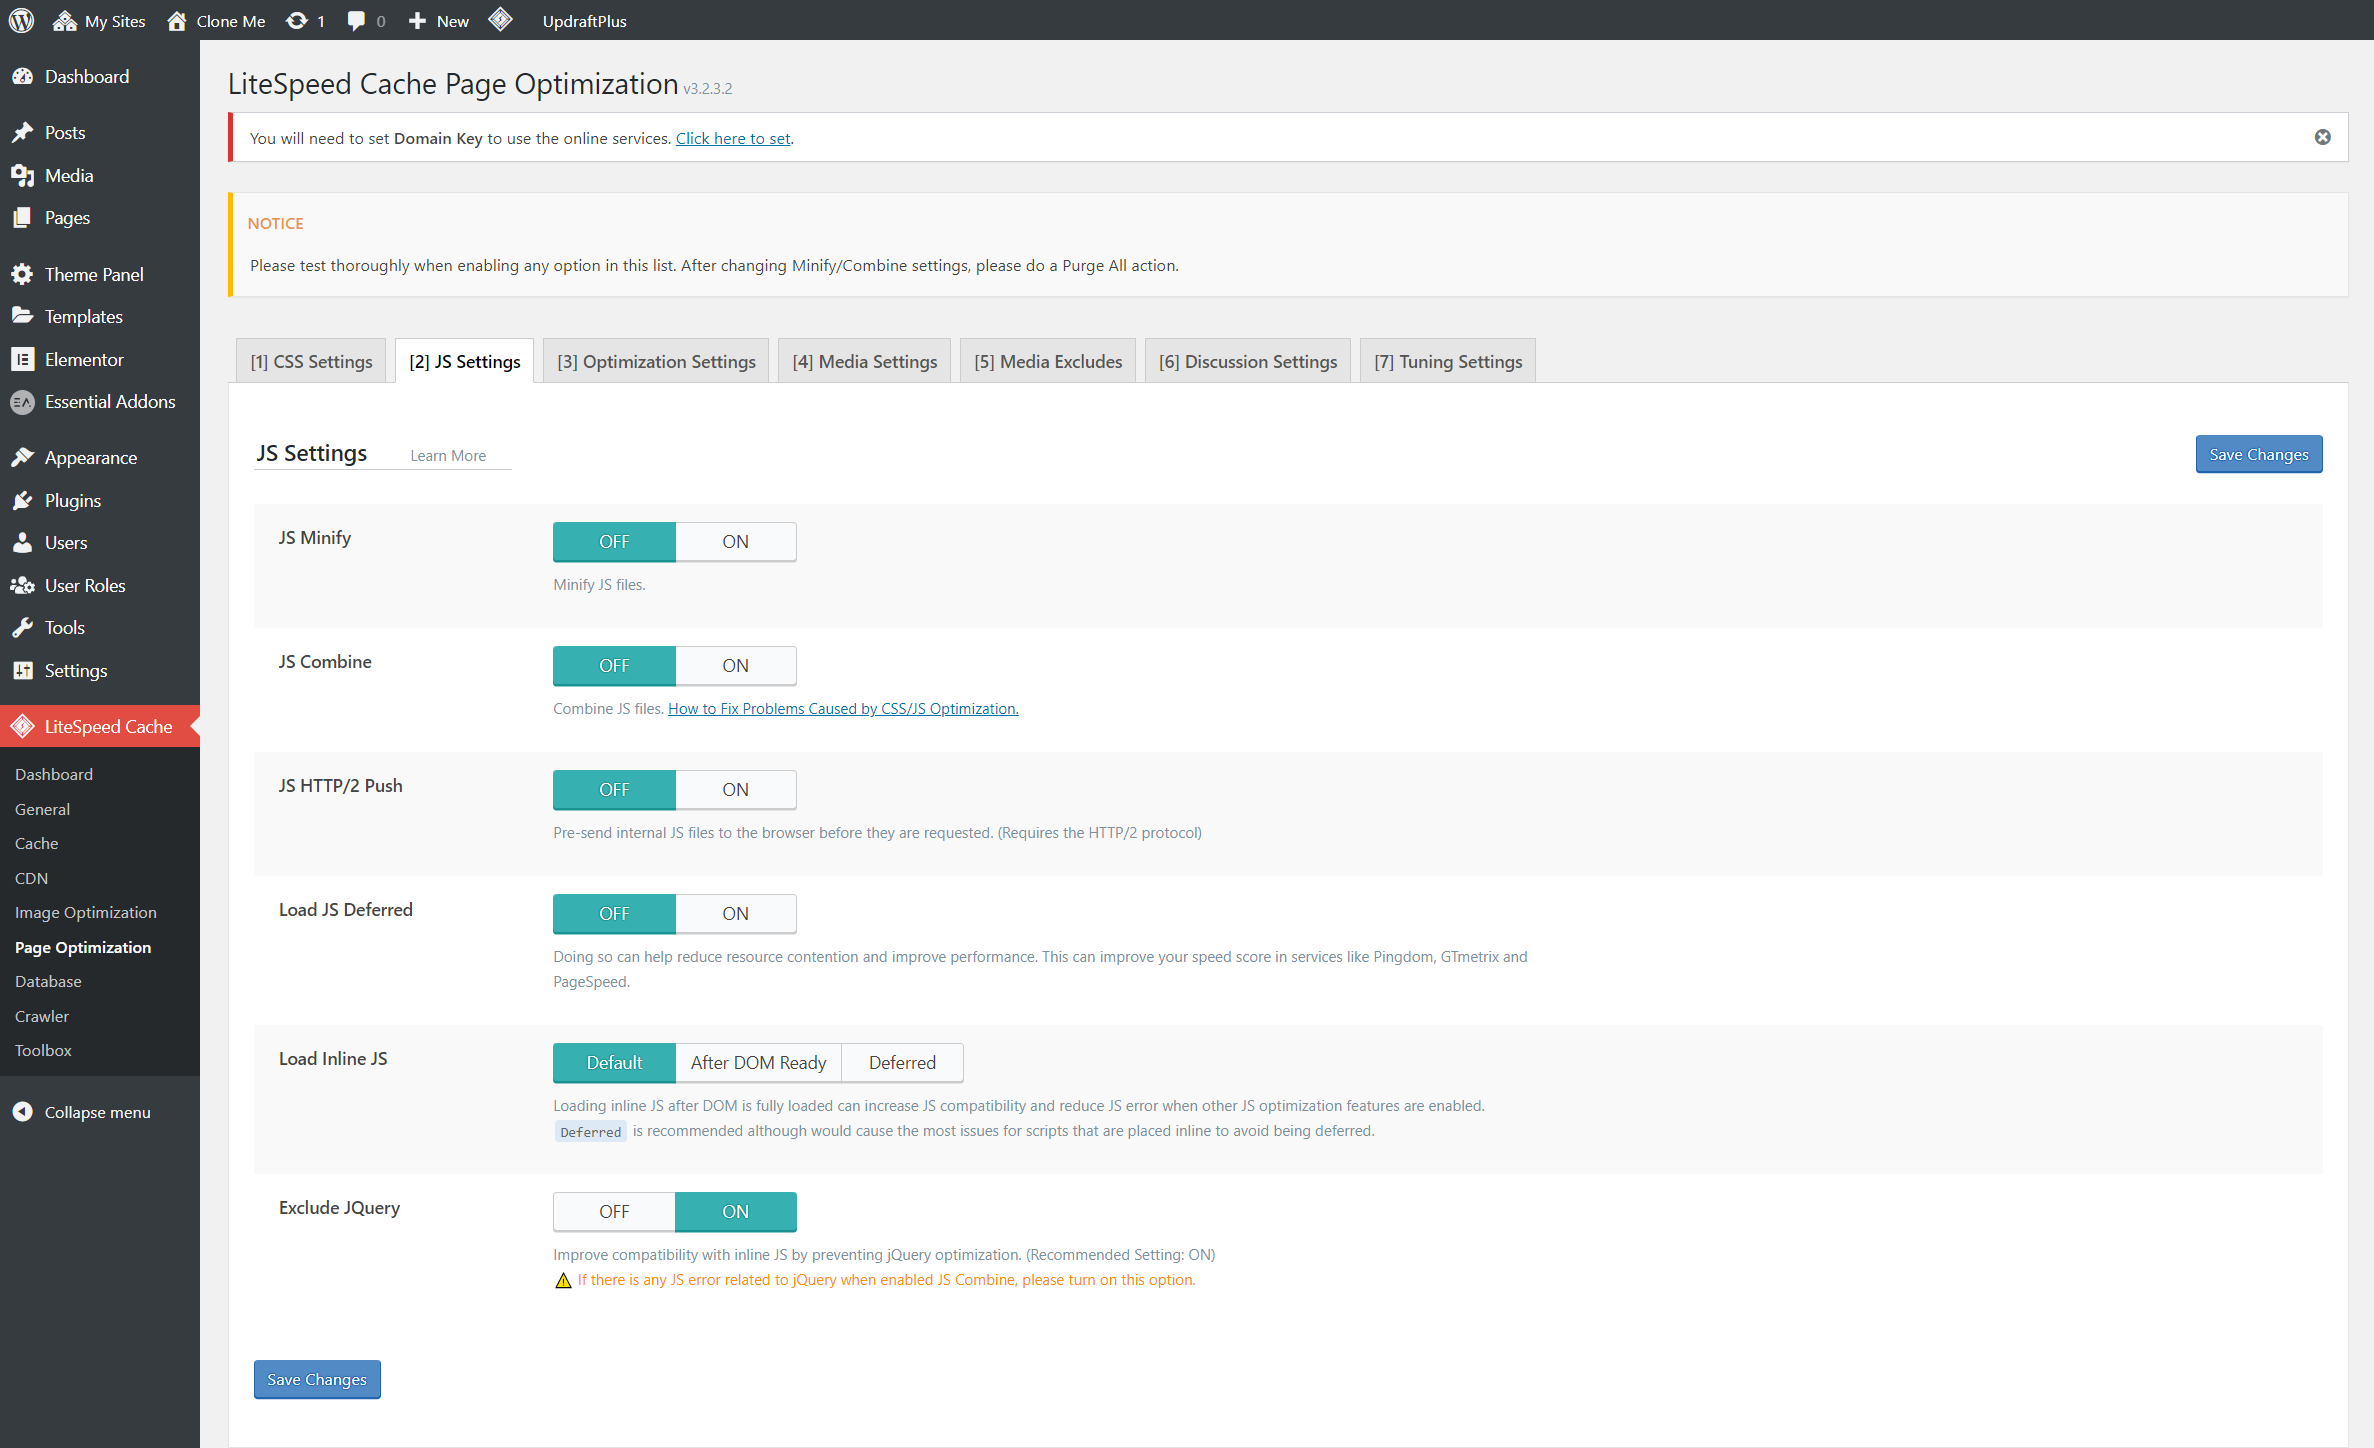 My Sites Clone Me 1 0 New UpdraftPlus
Dashboard
Posts
Media
Pages
Theme Panel
Templates
Elementor
Essential Addons
Appearance
Plugins
Users
User Roles
Tools
Settings
LiteSpeed Cache
Dashboard
General
Cache
CDN
Image Optimization
Page Optimization
Database
Crawler
Toolbox
Collapse menu
LiteSpeed Cache Page Optimization v3.2.3.2
You will need to set Domain Key to use the online services. Click here to set.
NOTICE
Please test thoroughly when enabling any option in this list. After changing Minify/Combine settings, please do a Purge All action.
[1] CSS Settings [2] JS Settings [3] Optimization Settings [4] Media Settings [5] Media Excludes [6] Discussion Settings [7] Tuning Settings
JS Settings Learn More Save Changes
JS Minify OFF ON
Minify JS files.
JS Combine OFF ON
Combine JS files. How to Fix Problems Caused by CSS/JS Optimization.
JS HTTP/2 Push OFF ON
Pre-send internal JS files to the browser before they are requested. (Requires the HTTP/2 protocol)
Load JS Deferred OFF ON
Doing so can help reduce resource contention and improve performance. This can improve your speed score in services like Pingdom, GTmetrix and
PageSpeed.
Load Inline JS Default After DOM Ready Deferred
Loading inline JS after DOM is fully loaded can increase JS compatibility and reduce JS error when other JS optimization features are enabled.
Deferred is recommended although would cause the most issues for scripts that are placed inline to avoid being deferred.
Exclude JQuery OFF ON
Improve compatibility with inline JS by preventing jQuery optimization. (Recommended Setting: ON)
If there is any JS error related to jQuery when enabled JS Combine, please turn on this option.
Save Changes